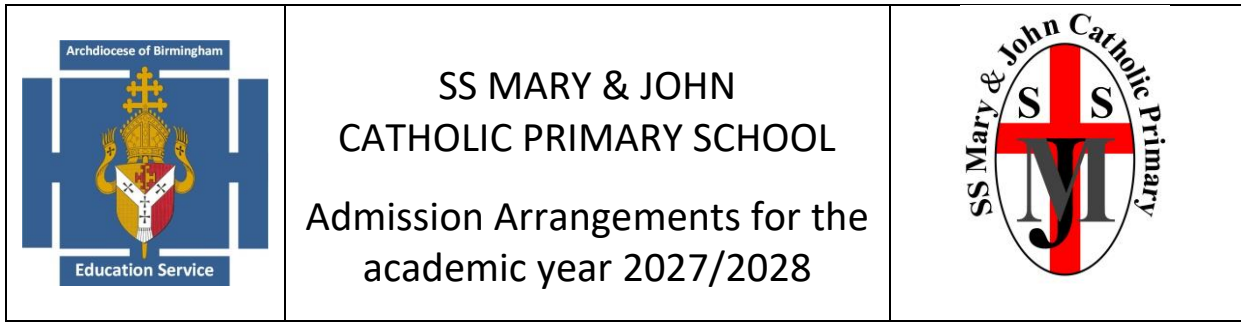 Archdiocese of Birmingham
Education Service
SS MARY & JOHN
CATHOLIC PRIMARY SCHOOL
Admission Arrangements for the
academic year 2027/2028
SS Mary & John Catholic Primary
S S
M J